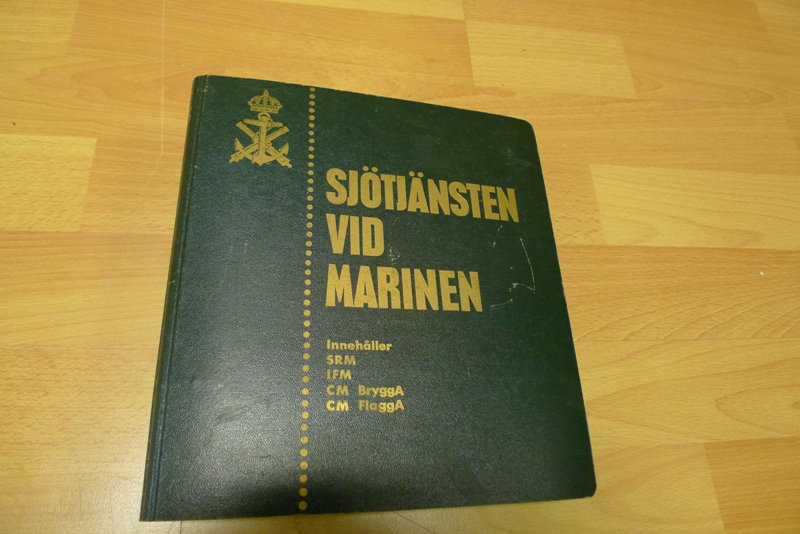 SJÖTJÄNSTEN
VID
MARINEN
Innehåller
SRM
IFM
CM BryggA
CM FlaggA